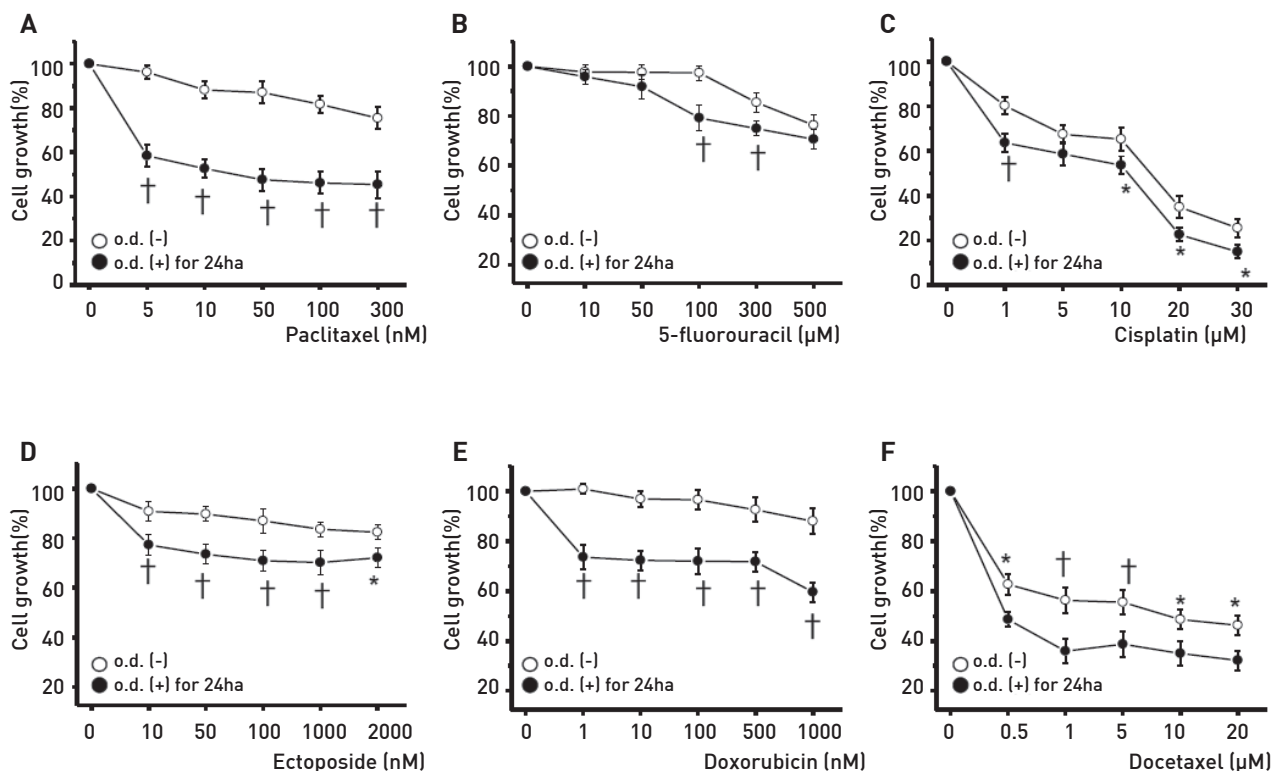 A
Cell growth(%)
100
80
60
40
20
0
†
†
†
†
†
o.d. (-)
o.d. (+) for 24ha
0 5 10 50 100 300
Paclitaxel (nM)
B
Cell growth(%)
100
80
60
40
20
†
†
o.d. (-)
o.d. (+) for 24ha
0 10 50 100 300 500
5-fluorouracil (µM)
C
Cell growth(%)
100
80
60
40
20
0
†
*
*
*
o.d. (-)
o.d. (+) for 24ha
0 1 5 10 20 30
Cisplatin (µM)
D
Cell growth(%)
100
80
60
40
20
†
†
†
†
*
o.d. (-)
o.d. (+) for 24ha
0 10 50 100 1000 2000
Ectoposide (nM)
E
Cell growth(%)
100
80
60
40
20
†
†
†
†
†
o.d. (-)
o.d. (+) for 24ha
0 1 10 100 500 1000
Doxorubicin (nM)
F
Cell growth(%)
100
80
60
40
20
*
†
†
*
*
o.d. (-)
o.d. (+) for 24ha
0 0.5 1 5 10 20
Docetaxel (µM)